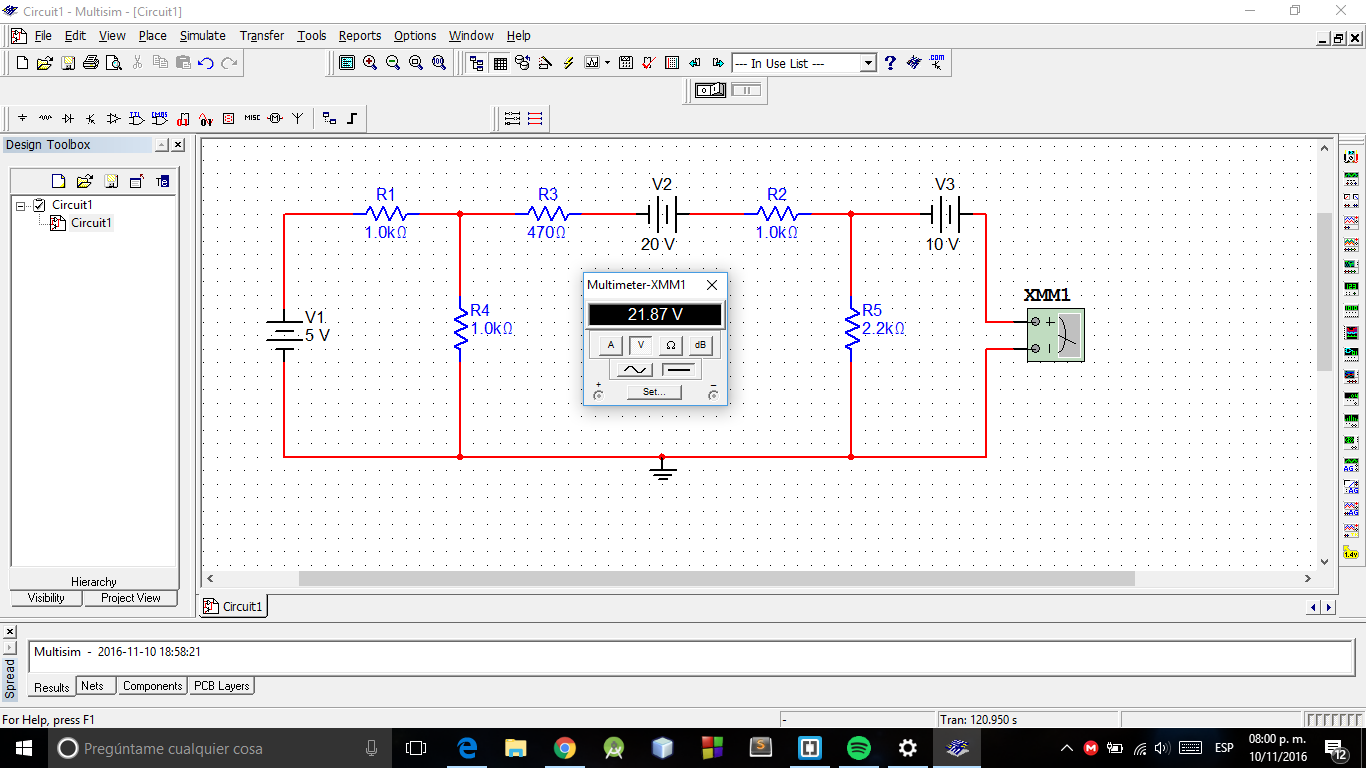 Circuit1 - Multisim - [Circuit1]
File Edit View Place Simulate Transfer Tools Reports Options Window Help
--- In Use List ---
MISC
Design Toolbox
Circuit1
Circuit1
Hierarchy
Visibility Project View
R1
1.0kΩ
R3
470Ω
V2
20 V
R2
1.0kΩ
V3
10 V
V1
5 V
R4
1.0kΩ
R5
2.2kΩ
XMM1
Multimeter-XMM1
21.87 V
A V Ω dB
+ Set... −
Circuit1
Spread
Multisim - 2016-11-10 18:58:21
Results Nets Components PCB Layers
For Help, press F1
-
Tran: 120.950 s
Pregúntame cualquier cosa
ESP
08:00 p. m.
10/11/2016
12